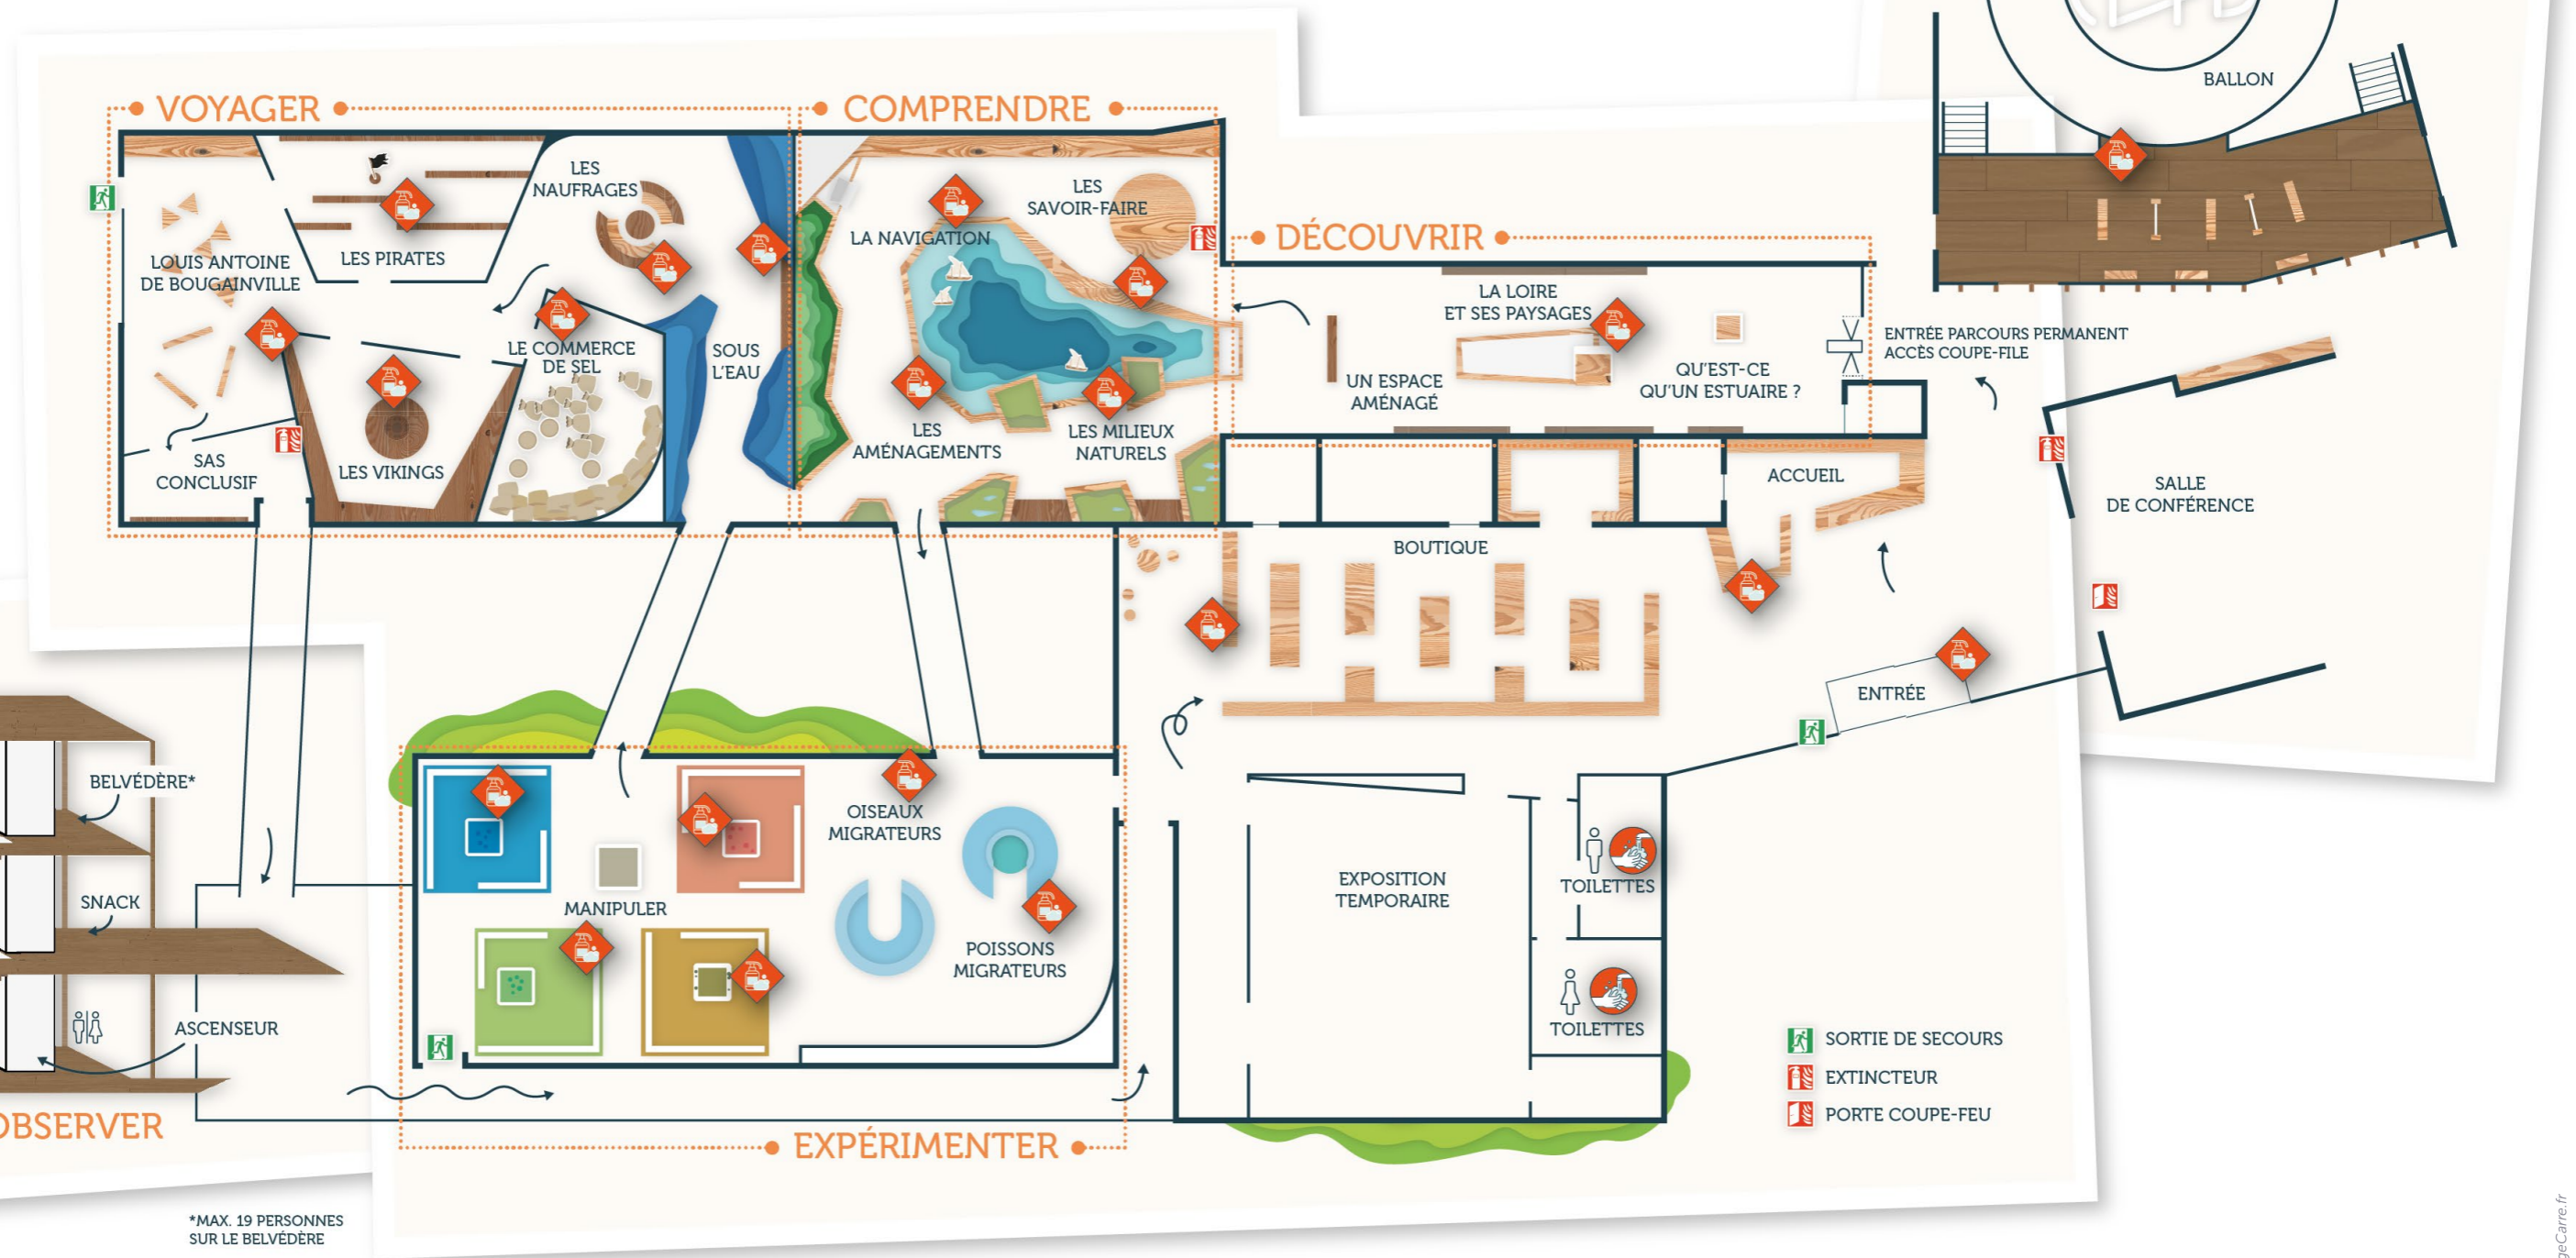 VOYAGER
COMPRENDRE
DÉCOUVRIR
BALLON
LES
NAUFRAGES
LES PIRATES
LOUIS ANTOINE
DE BOUGAINVILLE
LE COMMERCE
DE SEL
SOUS
L'EAU
SAS
CONCLUSIF
LES VIKINGS
LA NAVIGATION
LES
SAVOIR-FAIRE
LES
AMÉNAGEMENTS
LES MILIEUX
NATURELS
LA LOIRE
ET SES PAYSAGES
UN ESPACE
AMÉNAGÉ
QU'EST-CE
QU'UN ESTUAIRE ?
ENTRÉE PARCOURS PERMANENT
ACCÈS COUPE-FILE
ACCUEIL
SALLE
DE CONFÉRENCE
BOUTIQUE
ENTRÉE
BELVÉDÈRE*
SNACK
ASCENSEUR
OBSERVER
OISEAUX
MIGRATEURS
MANIPULER
POISSONS
MIGRATEURS
EXPÉRIMENTER
EXPOSITION
TEMPORAIRE
TOILETTES
TOILETTES
SORTIE DE SECOURS
EXTINCTEUR
PORTE COUPE-FEU
*MAX. 19 PERSONNES
SUR LE BELVÉDÈRE
geCarre.fr